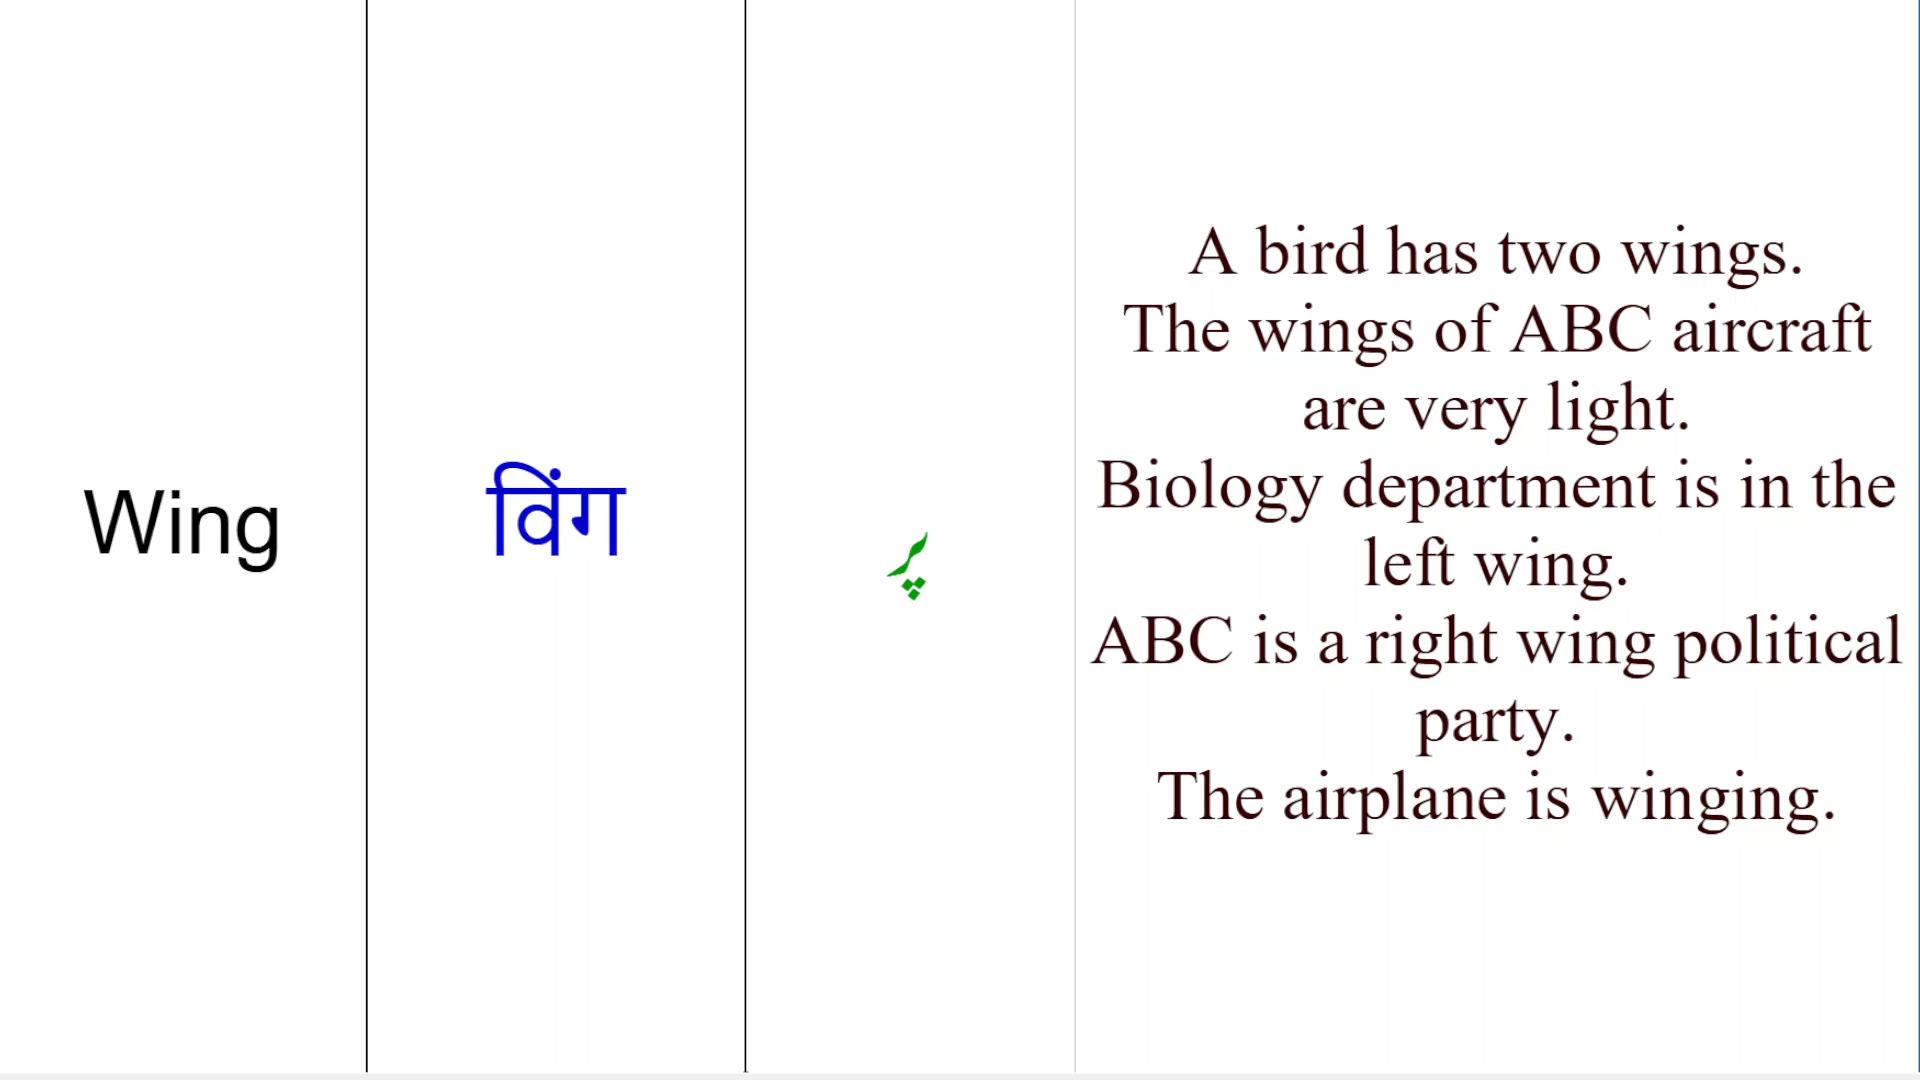 Wing
विंग
پر
A bird has two wings.
The wings of ABC aircraft
are very light.
Biology department is in the
left wing.
ABC is a right wing political
party.
The airplane is winging.